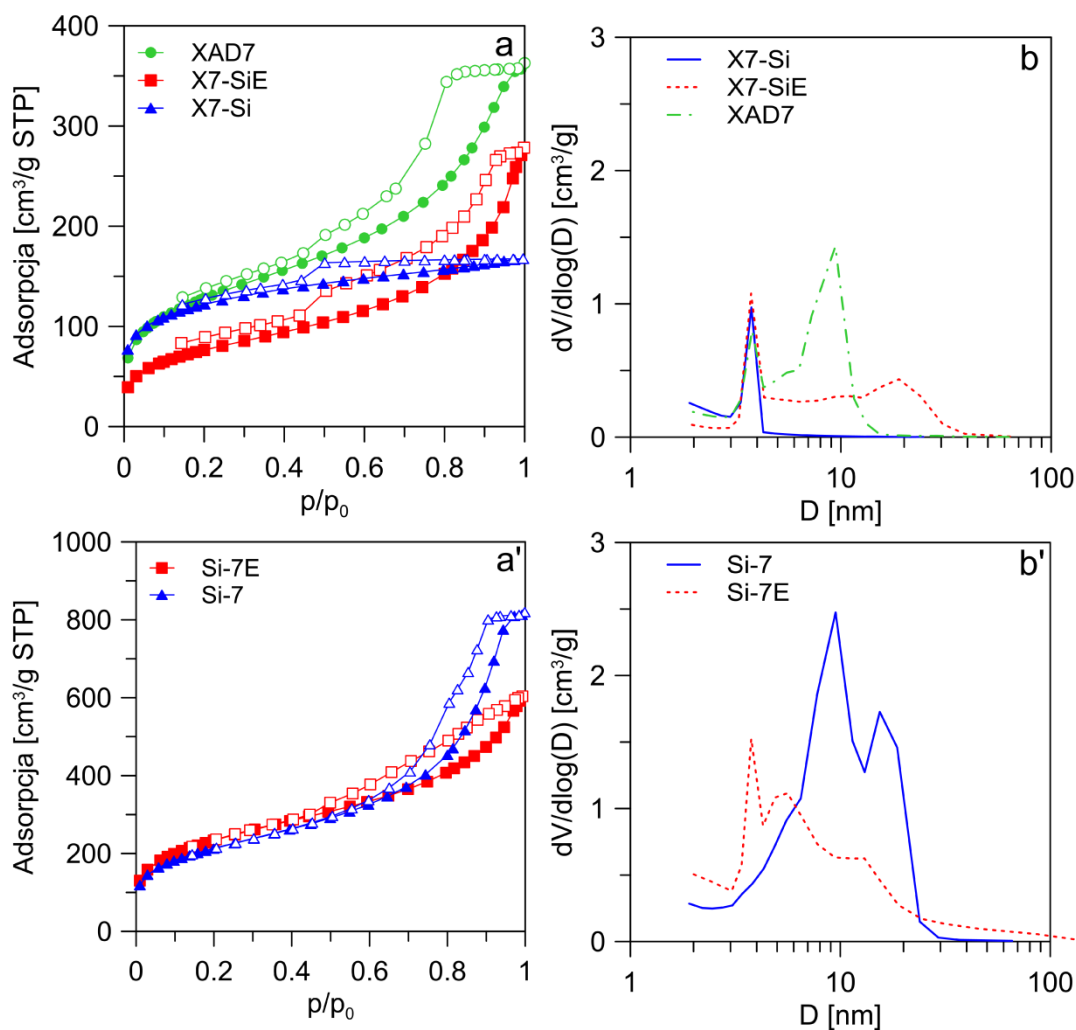 a
XAD7
X7-SiE
X7-Si
400
300
200
100
0
0
0.2
0.4
0.6
0.8
1
Adsorpcja [cm³/g STP]
p/p₀
b
X7-Si
X7-SiE
XAD7
3
2
1
0
1
10
100
dV/dlog(D) [cm³/g]
D [nm]
a'
Si-7E
Si-7
1000
800
600
400
200
0
0
0.2
0.4
0.6
0.8
1
Adsorpcja [cm³/g STP]
p/p₀
b'
Si-7
Si-7E
3
2
1
0
1
10
100
dV/dlog(D) [cm³/g]
D [nm]